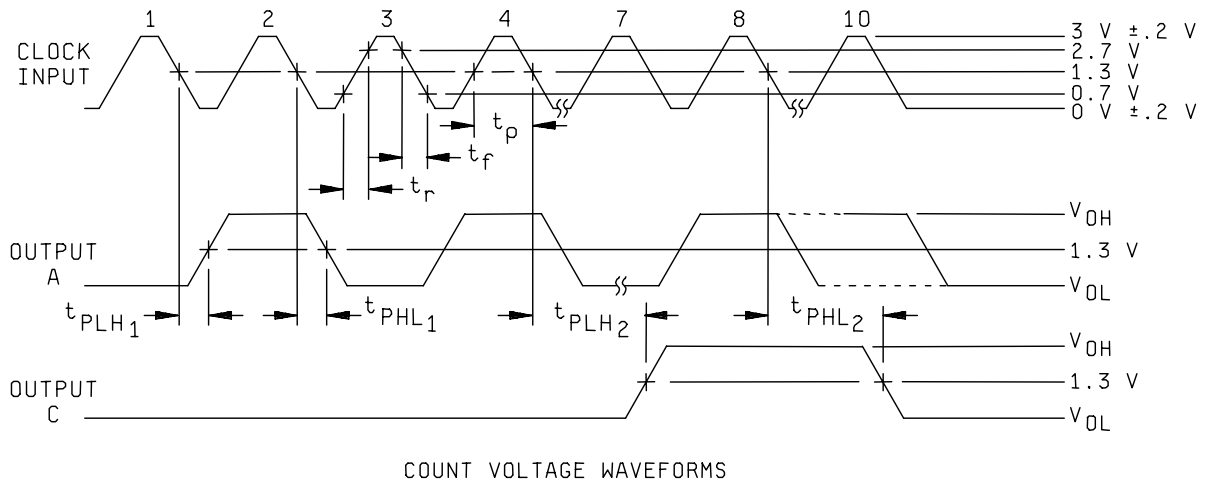 1 2 3 4 7 8 10
CLOCK
INPUT
3 V ±.2 V
2.7 V
1.3 V
0.7 V
0 V ±.2 V
tp
tf
tr
OUTPUT
A
VOH
1.3 V
VOL
tPLH1
tPHL1
tPLH2
tPHL2
OUTPUT
C
VOH
1.3 V
VOL
COUNT VOLTAGE WAVEFORMS